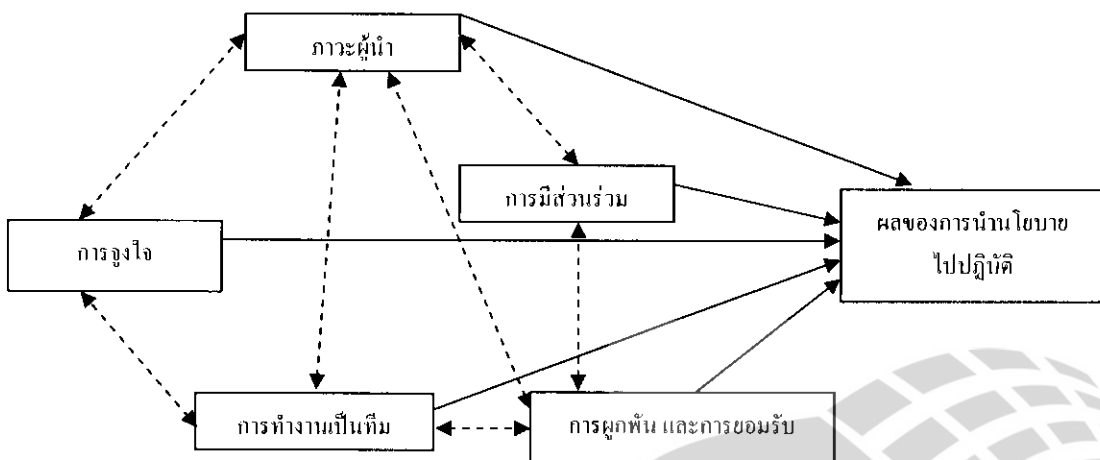 ภาวะผู้นำ
การมีส่วนร่วม
การจูงใจ
ผลของการนำนโยบาย
ไปปฏิบัติ
การทำงานเป็นทีม
การผูกพัน และการยอมรับ